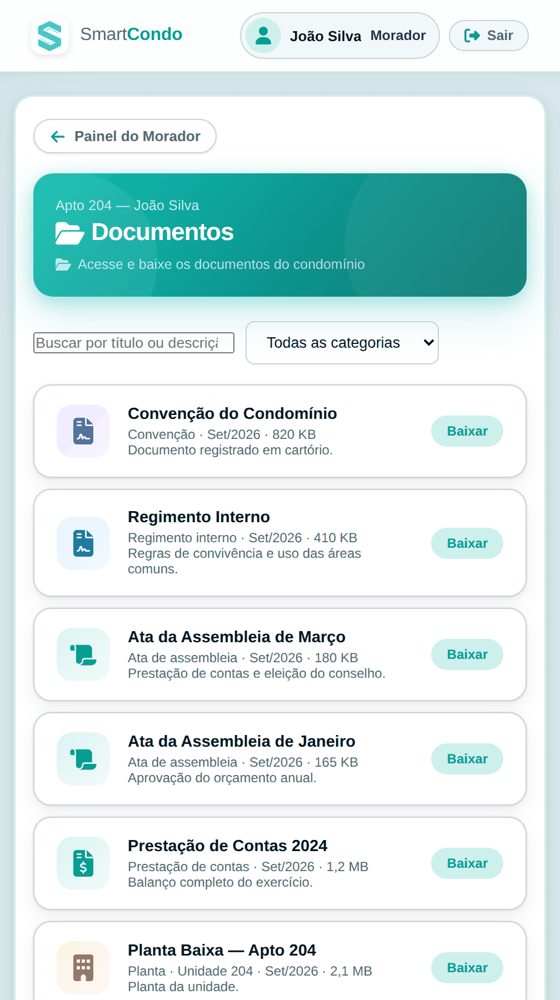 SmartCondo
João Silva Morador
Sair
Painel do Morador
Apto 204 — João Silva
Documentos
Acesse e baixe os documentos do condomínio
Buscar por título ou descriçã
Todas as categorias
Convenção do Condomínio
Convenção · Set/2026 · 820 KB
Documento registrado em cartório.
Baixar
Regimento Interno
Regimento interno · Set/2026 · 410 KB
Regras de convivência e uso das áreas
comuns.
Baixar
Ata da Assembleia de Março
Ata de assembleia · Set/2026 · 180 KB
Prestação de contas e eleição do conselho.
Baixar
Ata da Assembleia de Janeiro
Ata de assembleia · Set/2026 · 165 KB
Aprovação do orçamento anual.
Baixar
Prestação de Contas 2024
Prestação de contas · Set/2026 · 1,2 MB
Balanço completo do exercício.
Baixar
Planta Baixa — Apto 204
Planta · Unidade 204 · Set/2026 · 2,1 MB
Planta da unidade.
Baixar